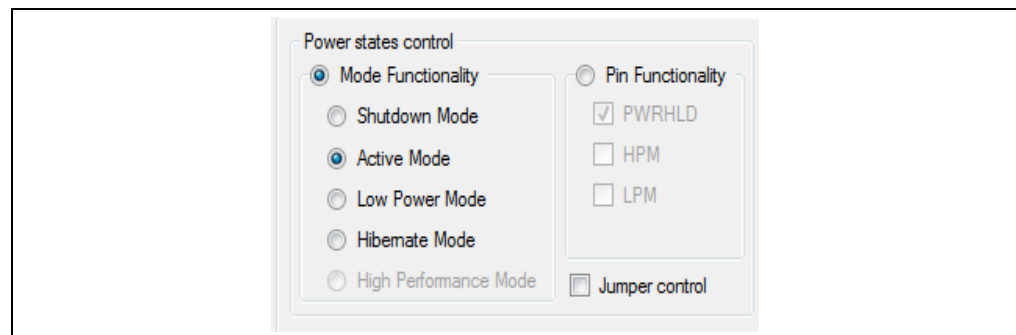 Power states control
Mode Functionality
Shutdown Mode
Active Mode
Low Power Mode
Hibernate Mode
High Performance Mode
Pin Functionality
PWRHLD
HPM
LPM
Jumper control